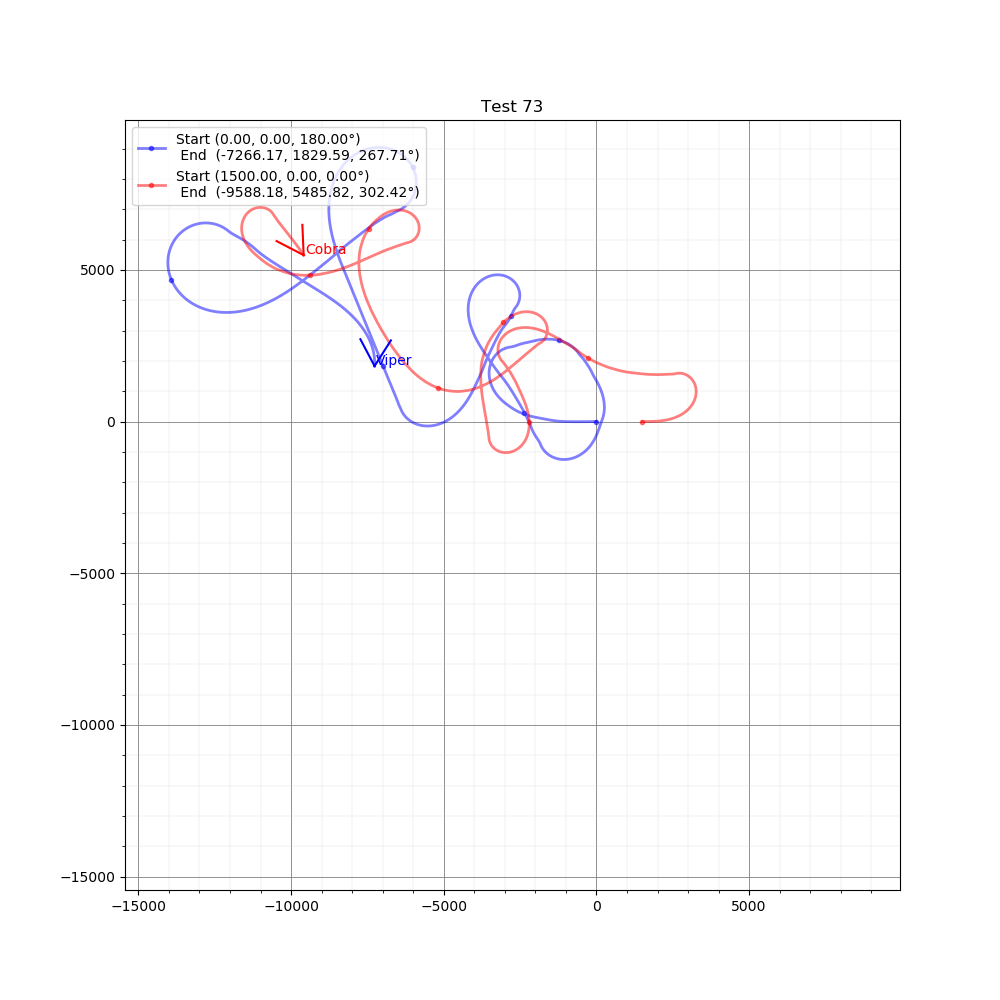 Test 73
Start (0.00, 0.00, 180.00°)
End (-7266.17, 1829.59, 267.71°)
Start (1500.00, 0.00, 0.00°)
End (-9588.18, 5485.82, 302.42°)
Cobra
Viper
5000
0
−5000
−10000
−15000
−15000 −10000 −5000 0 5000